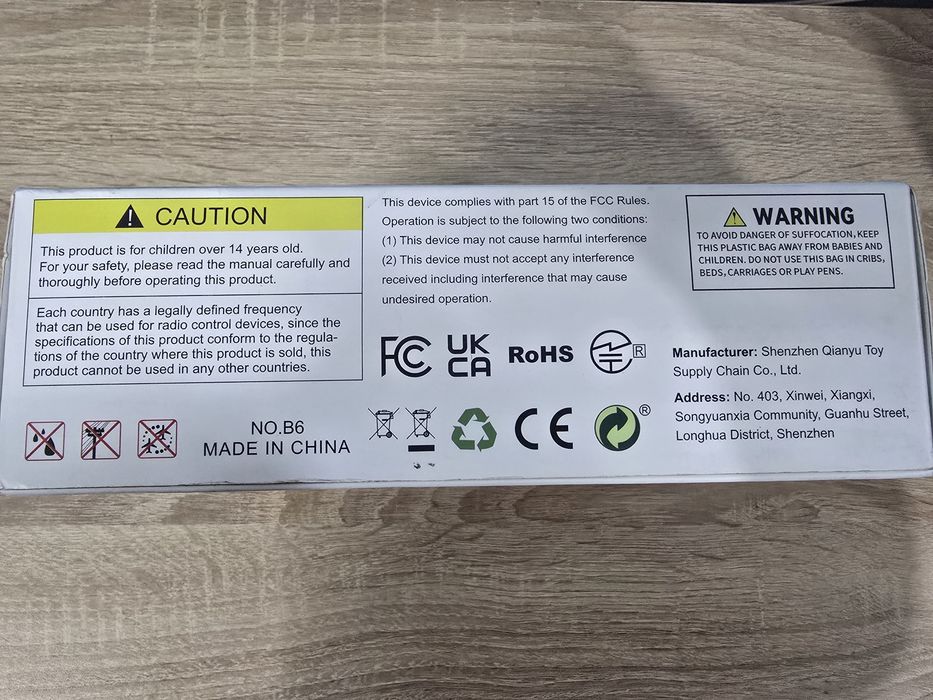 CAUTION
This product is for children over 14 years old.
For your safety, please read the manual carefully and
thoroughly before operating this product.
Each country has a legally defined frequency
that can be used for radio control devices, since the
specifications of this product conform to the regula-
tions of the country where this product is sold, this
product cannot be used in any other countries.
NO.B6
MADE IN CHINA
This device complies with part 15 of the FCC Rules.
Operation is subject to the following two conditions:
(1) This device may not cause harmful interference
(2) This device must not accept any interference
received including interference that may cause
undesired operation.
FC
UK
CA
RoHS
R
CE
®
WARNING
TO AVOID DANGER OF SUFFOCATION, KEEP
THIS PLASTIC BAG AWAY FROM BABIES AND
CHILDREN. DO NOT USE THIS BAG IN CRIBS,
BEDS, CARRIAGES OR PLAY PENS.
Manufacturer: Shenzhen Qianyu Toy
Supply Chain Co., Ltd.
Address: No. 403, Xinwei, Xiangxi,
Songyuanxia Community, Guanhu Street,
Longhua District, Shenzhen